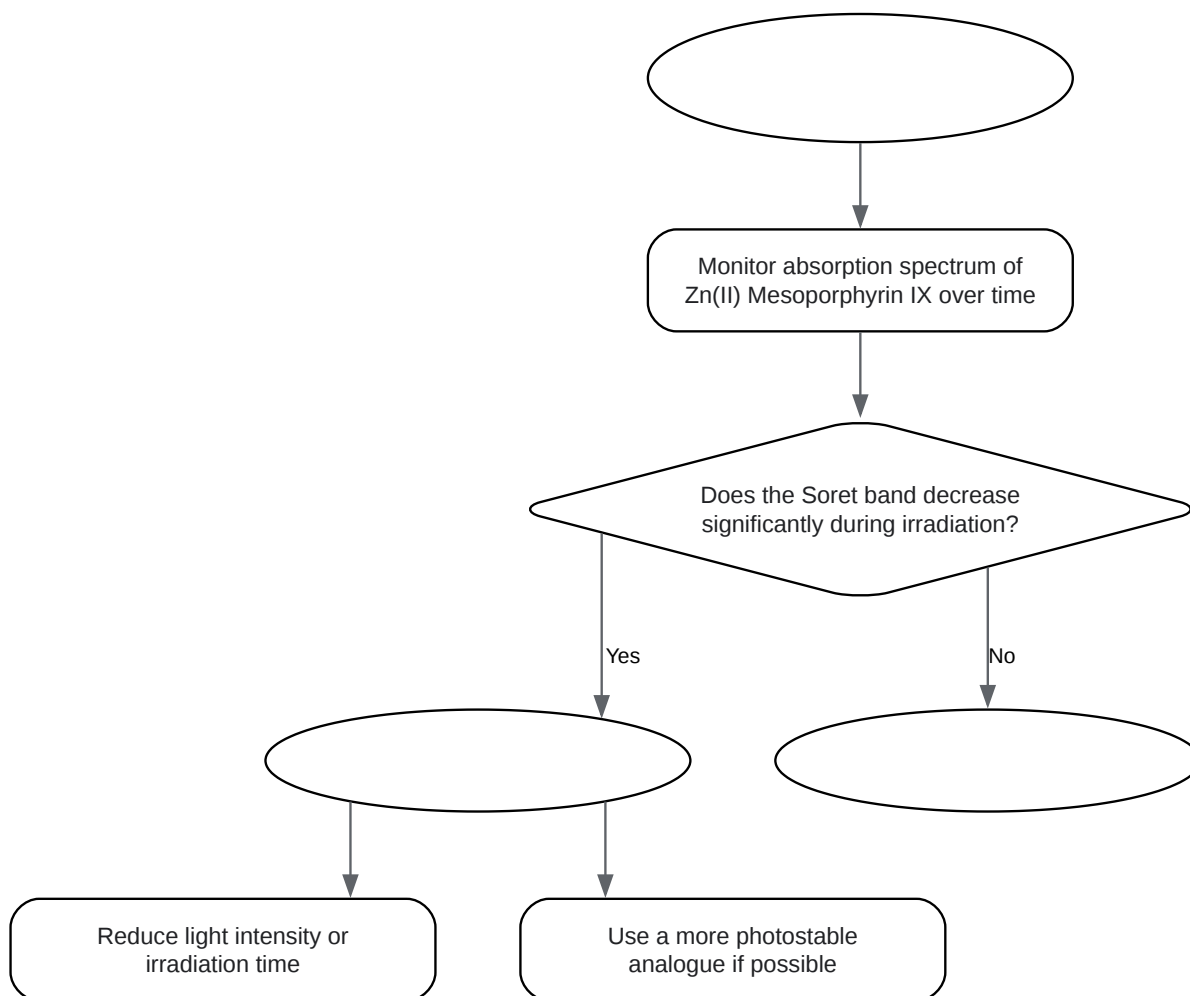 Monitor absorption spectrum of
Zn(II) Mesoporphyrin IX over time
Does the Soret band decrease
significantly during irradiation?
Yes
No
Reduce light intensity or
irradiation time
Use a more photostable
analogue if possible